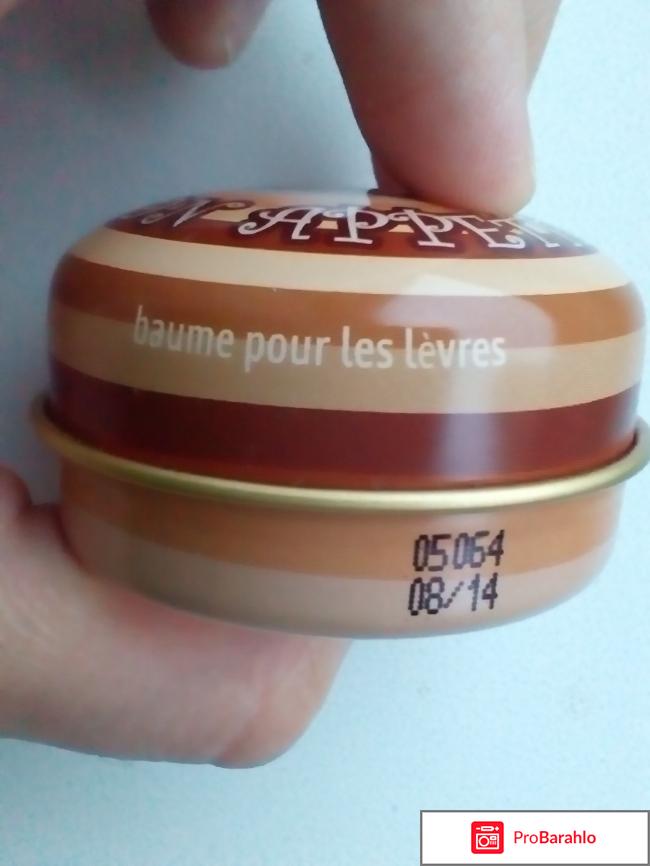 baume pour les lèvres
05064
08/14
ProBarahlo